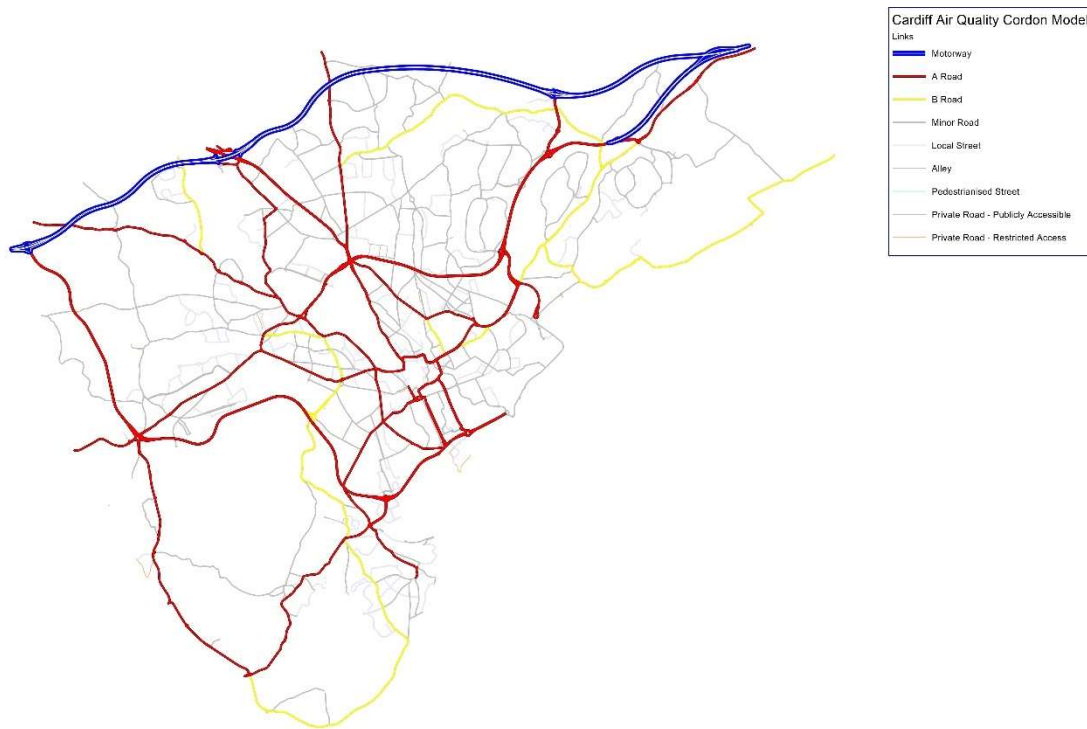 Cardiff Air Quality Cordon Model
Links
Motorway
A Road
B Road
Minor Road
Local Street
Alley
Pedestrianised Street
Private Road - Publicly Accessible
Private Road - Restricted Access